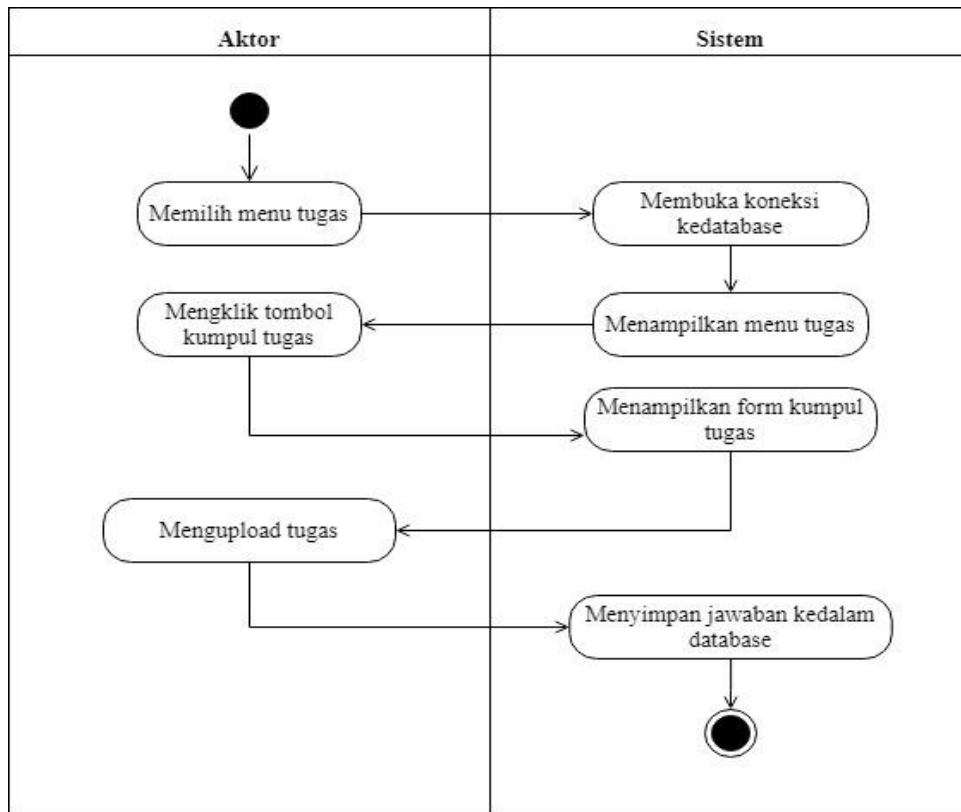 Aktor
Sistem
Memilih menu tugas
Membuka koneksi
kedatabase
Mengklik tombol
kumpul tugas
Menampilkan menu tugas
Menampilkan form kumpul
tugas
Mengupload tugas
Menyimpan jawaban kedalam
database